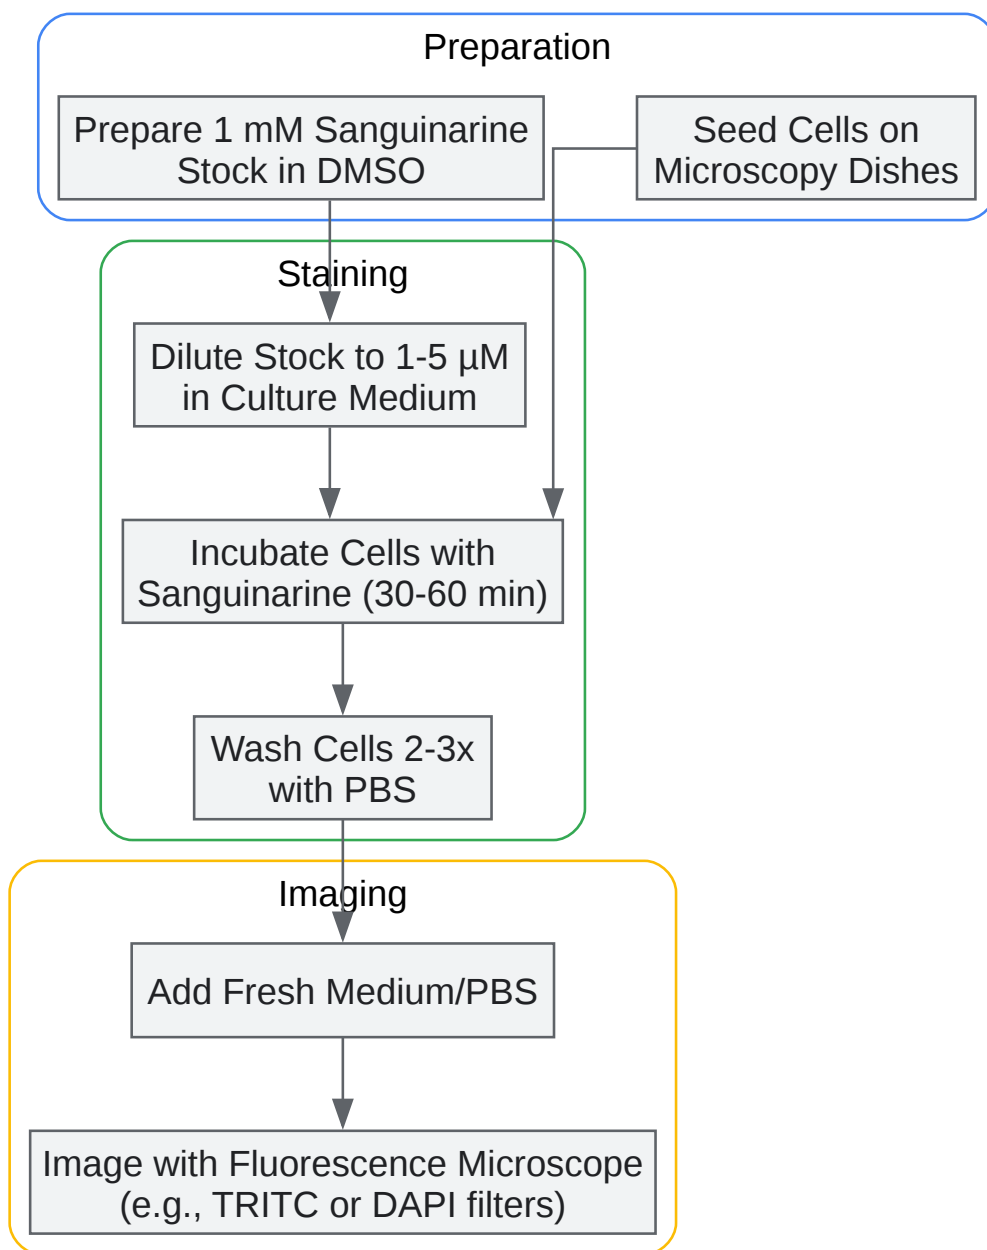 Preparation
Prepare 1 mM Sanguinarine
Stock in DMSO
Seed Cells on
Microscopy Dishes
Staining
Dilute Stock to 1-5 µM
in Culture Medium
Incubate Cells with
Sanguinarine (30-60 min)
Wash Cells 2-3x
with PBS
Imaging
Add Fresh Medium/PBS
Image with Fluorescence Microscope
(e.g., TRITC or DAPI filters)